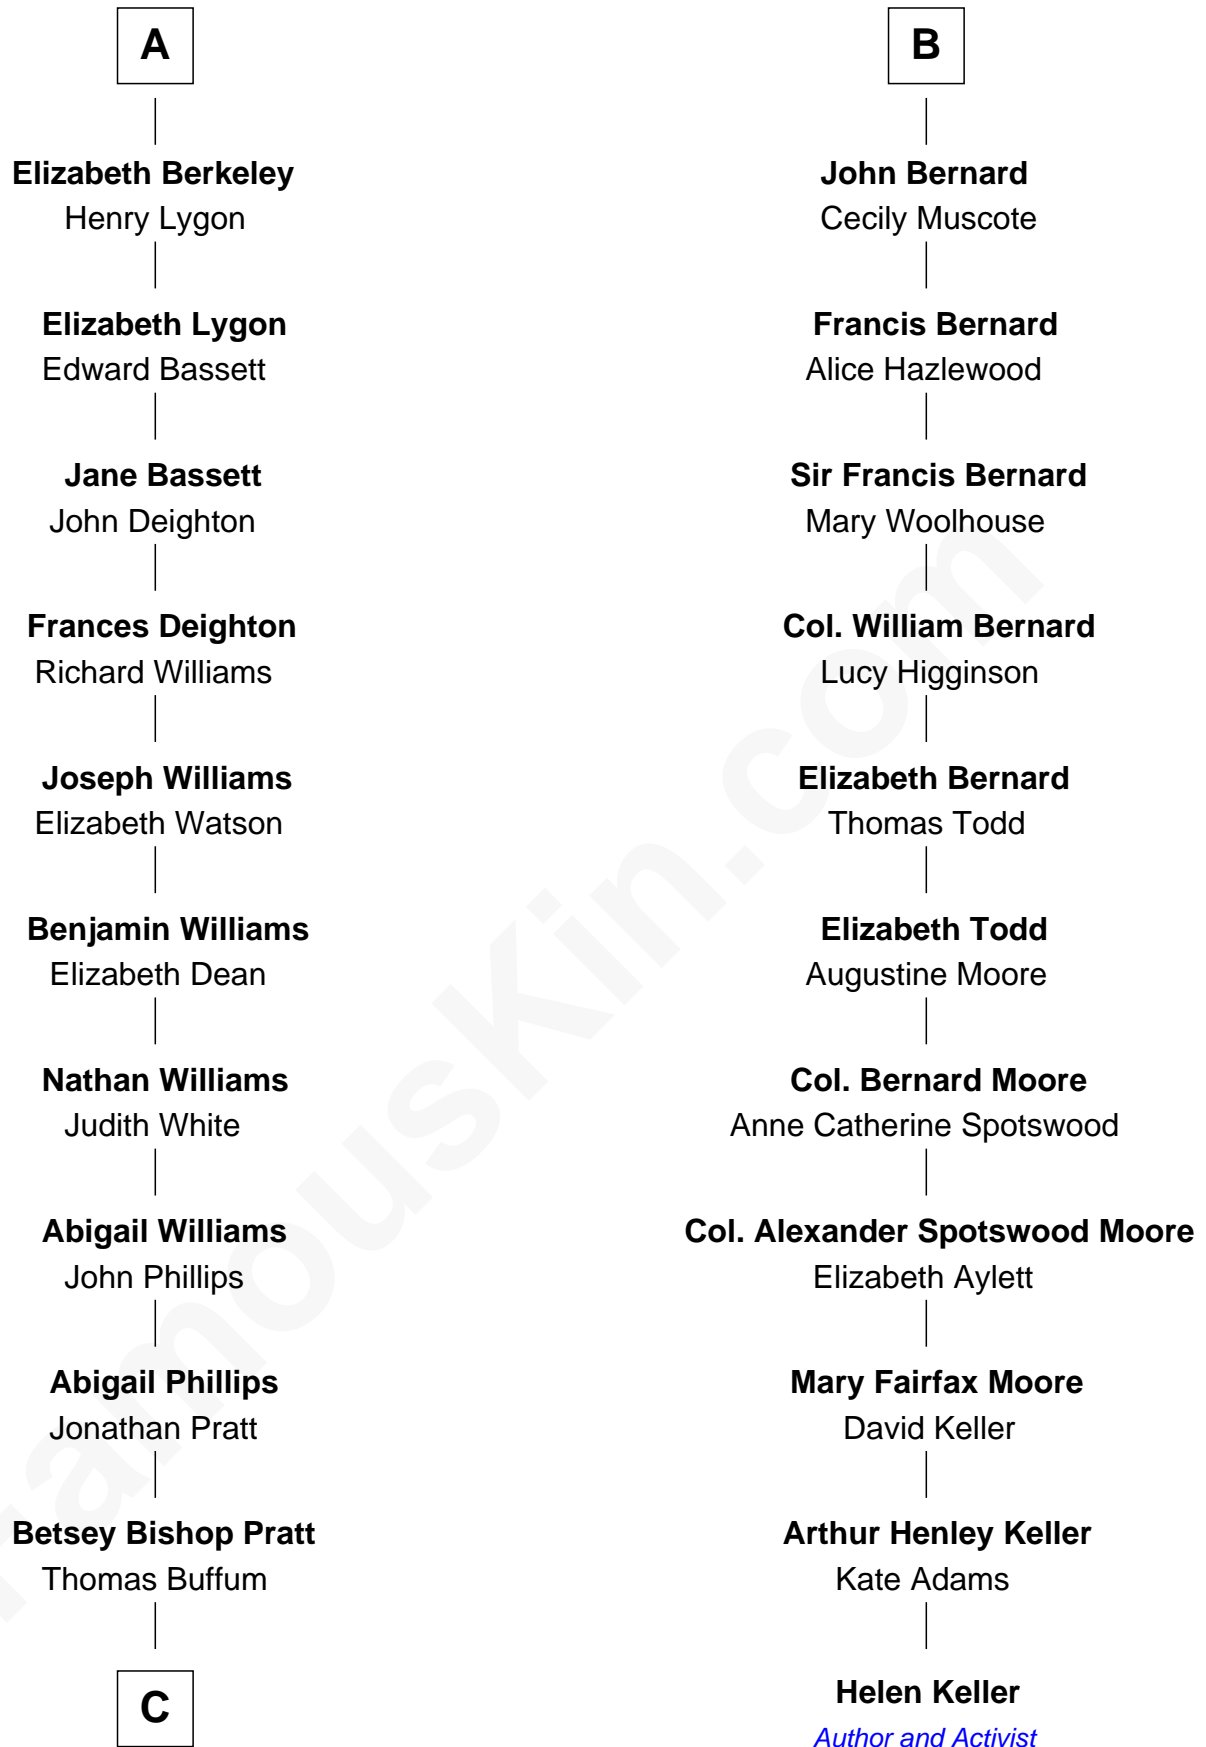 A
Elizabeth Berkeley
Henry Lygon
Elizabeth Lygon
Edward Bassett
Jane Bassett
John Deighton
Frances Deighton
Richard Williams
Joseph Williams
Elizabeth Watson
Benjamin Williams
Elizabeth Dean
Nathan Williams
Judith White
Abigail Williams
John Phillips
Abigail Phillips
Jonathan Pratt
Betsey Bishop Pratt
Thomas Buffum
C
B
John Bernard
Cecily Muscote
Francis Bernard
Alice Hazlewood
Sir Francis Bernard
Mary Woolhouse
Col. William Bernard
Lucy Higginson
Elizabeth Bernard
Thomas Todd
Elizabeth Todd
Augustine Moore
Col. Bernard Moore
Anne Catherine Spotswood
Col. Alexander Spotswood Moore
Elizabeth Aylett
Mary Fairfax Moore
David Keller
Arthur Henley Keller
Kate Adams
Helen Keller
Author and Activist
FamousKin.com